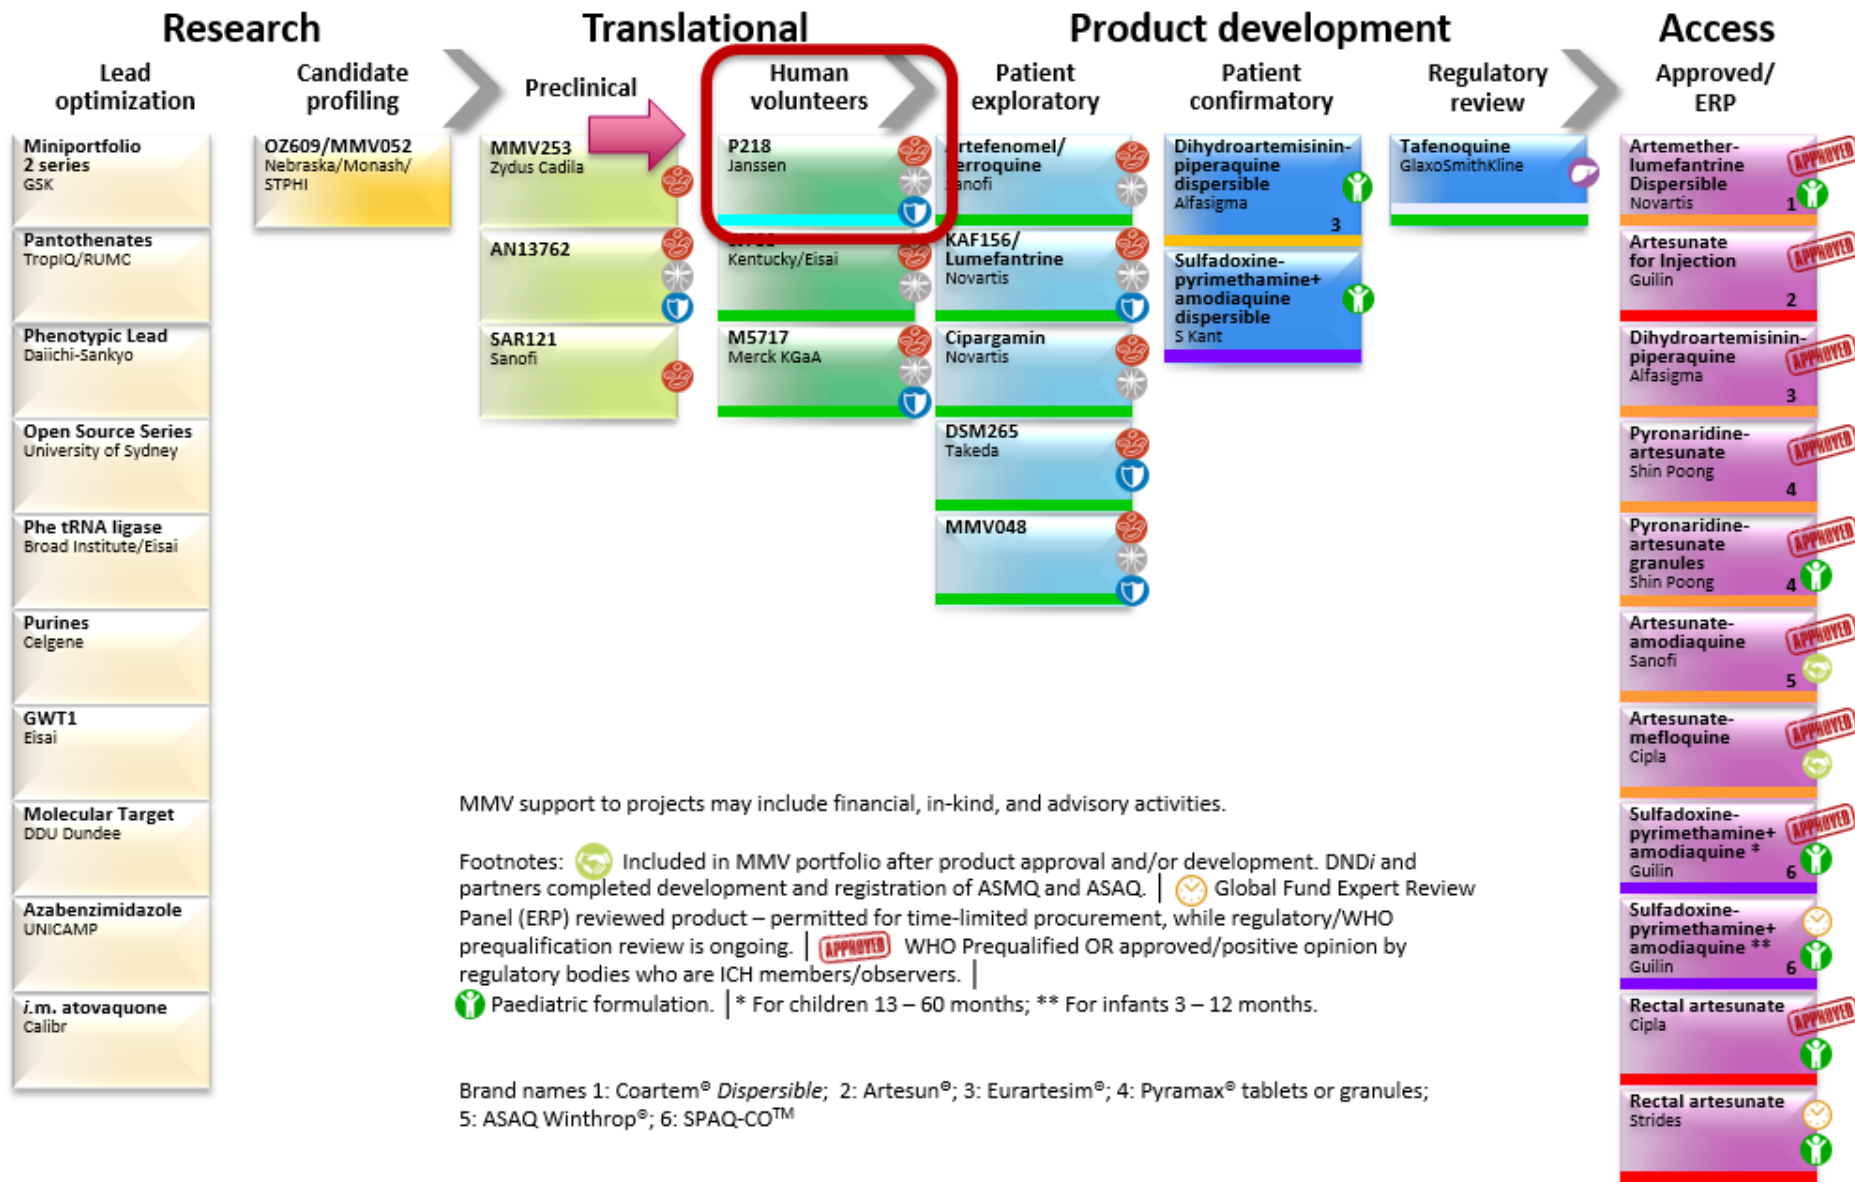 Research
Translational
Product development
Access
Lead
optimization
Candidate
profiling
Preclinical
Human
volunteers
Patient
exploratory
Patient
confirmatory
Regulatory
review
Approved/
ERP
Miniportfolio
2 series
GSK
Pantothenates
TropIQ/RUMC
Phenotypic Lead
Daiichi-Sankyo
Open Source Series
University of Sydney
Phe tRNA ligase
Broad Institute/Eisai
Purines
Celgene
GWT1
Eisai
Molecular Target
DDU Dundee
Azabenzimidazole
UNICAMP
i.m. atovaquone
Calibr
OZ609/MMV052
Nebraska/Monash/
STPHI
MMV253
Zydus Cadila
AN13762
SAR121
Sanofi
P218
Janssen
Kentucky/Eisai
M5717
Merck KGaA
KAF156/
Lumefantrine
Novartis
Cipargamin
Novartis
DSM265
Takeda
MMV048
Dihydroartemisinin-
piperaquine
dispersible
Alfasigma
3
Sulfadoxine-
pyrimethamine+
amodiaquine
dispersible
S Kant
Tafenoquine
GlaxoSmithKline
Artemether-
lumefantrine
Dispersible
Novartis
APPROVED
1
Artesunate
for Injection
Guilin
APPROVED
2
Dihydroartemisinin-
piperaquine
Alfasigma
APPROVED
3
Pyronaridine-
artesunate
Shin Poong
APPROVED
4
Pyronaridine-
artesunate
granules
Shin Poong
APPROVED
4
Artesunate-
amodiaquine
Sanofi
APPROVED
5
Artesunate-
mefloquine
Cipla
APPROVED
Sulfadoxine-
pyrimethamine+
amodiaquine *
Guilin
APPROVED
6
Sulfadoxine-
pyrimethamine+
amodiaquine **
Guilin
6
Rectal artesunate
Cipla
APPROVED
Rectal artesunate
Strides
MMV support to projects may include financial, in-kind, and advisory activities.
Footnotes: Included in MMV portfolio after product approval and/or development. DNDi and
partners completed development and registration of ASMQ and ASAQ. | Global Fund Expert Review
Panel (ERP) reviewed product – permitted for time-limited procurement, while regulatory/WHO
prequalification review is ongoing. | APPROVED WHO Prequalified OR approved/positive opinion by
regulatory bodies who are ICH members/observers. |
Paediatric formulation. | * For children 13 – 60 months; ** For infants 3 – 12 months.
Brand names 1: Coartem® Dispersible; 2: Artesun®; 3: Eurartesim®; 4: Pyramax® tablets or granules;
5: ASAQ Winthrop®; 6: SPAQ-CO™